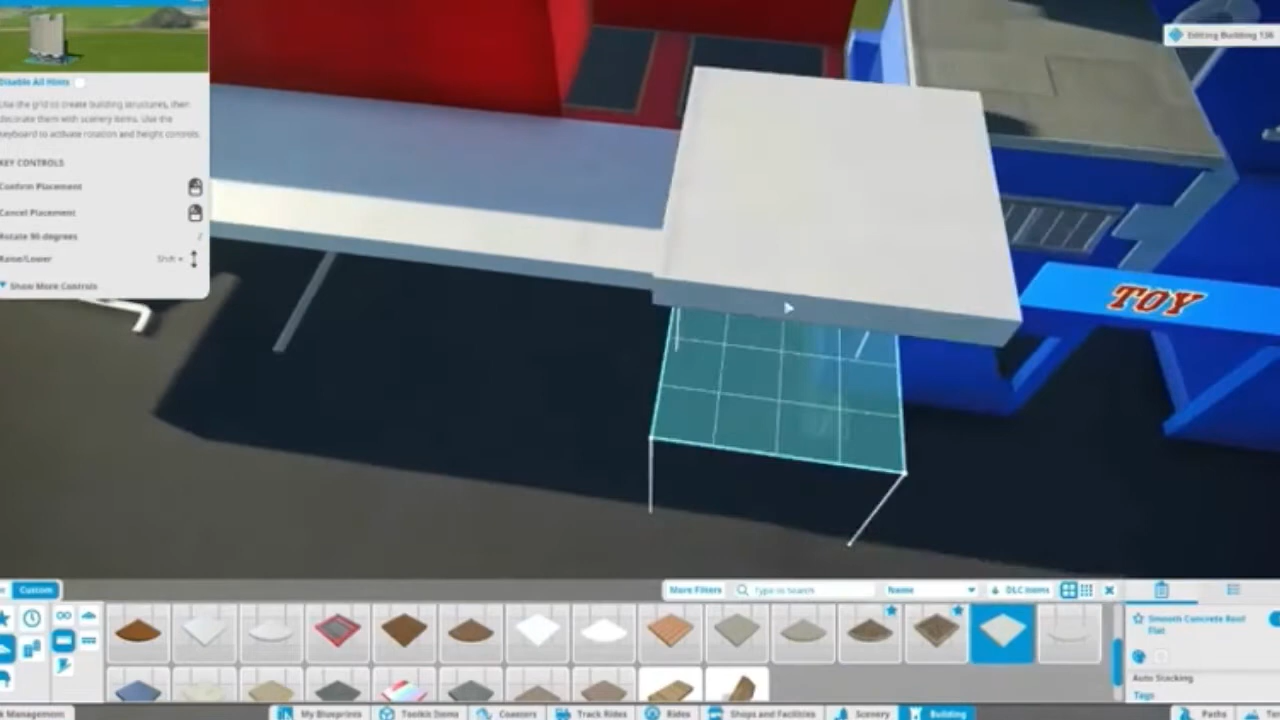 Editing Building 136
Disable All Hints
Use the grid to create building structures, then
decorate them with scenery items. Use the
keyboard to activate rotation and height controls.
KEY CONTROLS
Confirm Placement
Cancel Placement
Rotate 90 degrees Z
Raise/Lower Shift +
Show More Controls
TOY
Custom
More Filters
Type to Search
Name
DLC Items
Smooth Concrete Roof
Flat
Auto Stacking
Tags
k Management
My Blueprints
Toolkit Items
Coasters
Track Rides
Rides
Shops and Facilities
Scenery
Building
Paths